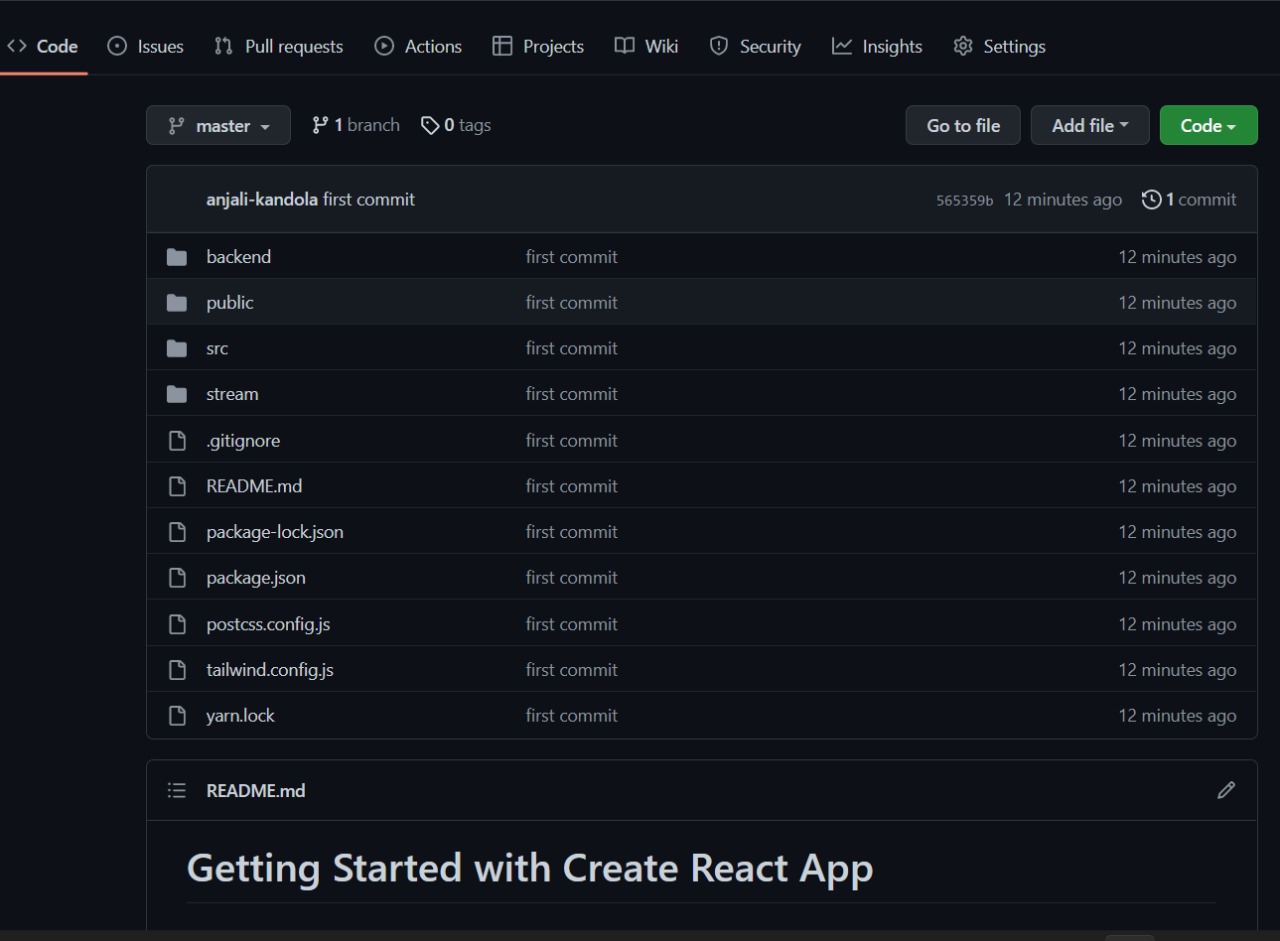 Code Issues Pull requests Actions Projects Wiki Security Insights Settings
master 1 branch 0 tags Go to file Add file Code
anjali-kandola first commit 565359b 12 minutes ago 1 commit
backend first commit 12 minutes ago
public first commit 12 minutes ago
src first commit 12 minutes ago
stream first commit 12 minutes ago
.gitignore first commit 12 minutes ago
README.md first commit 12 minutes ago
package-lock.json first commit 12 minutes ago
package.json first commit 12 minutes ago
postcss.config.js first commit 12 minutes ago
tailwind.config.js first commit 12 minutes ago
yarn.lock first commit 12 minutes ago
README.md
Getting Started with Create React App